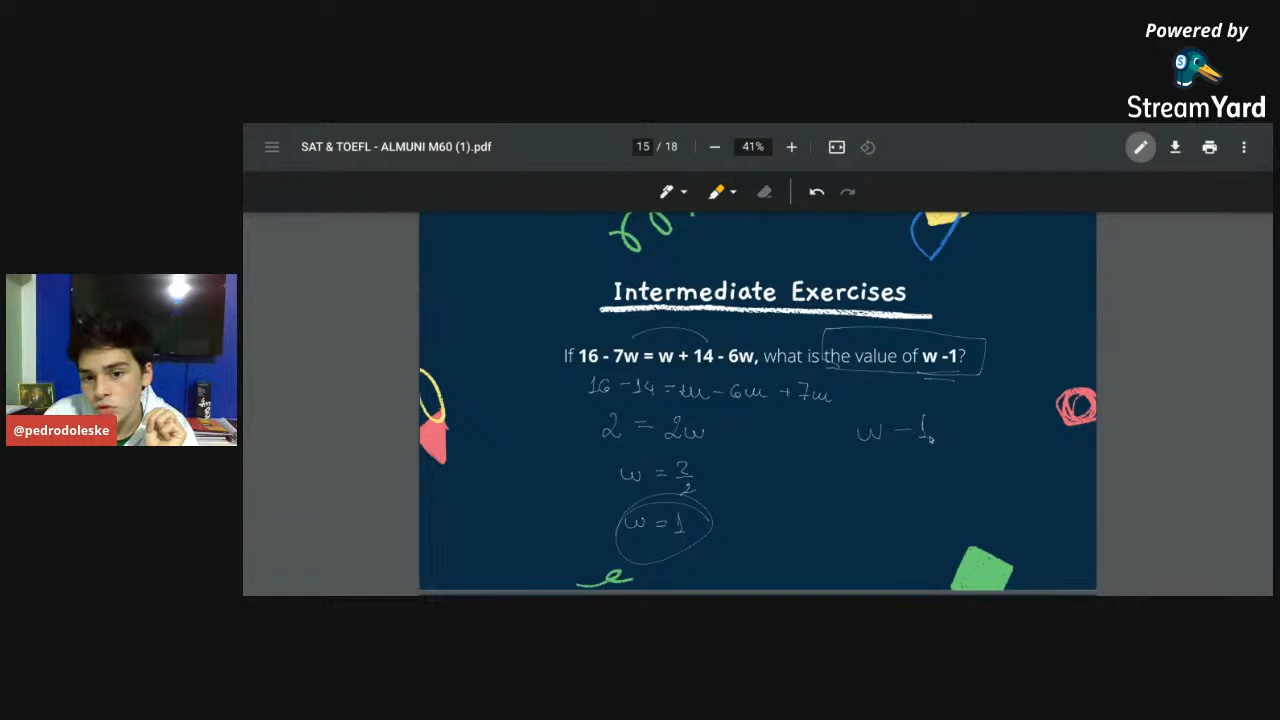 Powered by
StreamYard
SAT & TOEFL - ALMUNI M60 (1).pdf
15 / 18
41%
Intermediate Exercises
If 16 - 7w = w + 14 - 6w, what is the value of w -1?
16 - 14 = w - 6w + 7w
2 = 2w
w - 1
w = 2/2
w = 1
@pedrodoleske